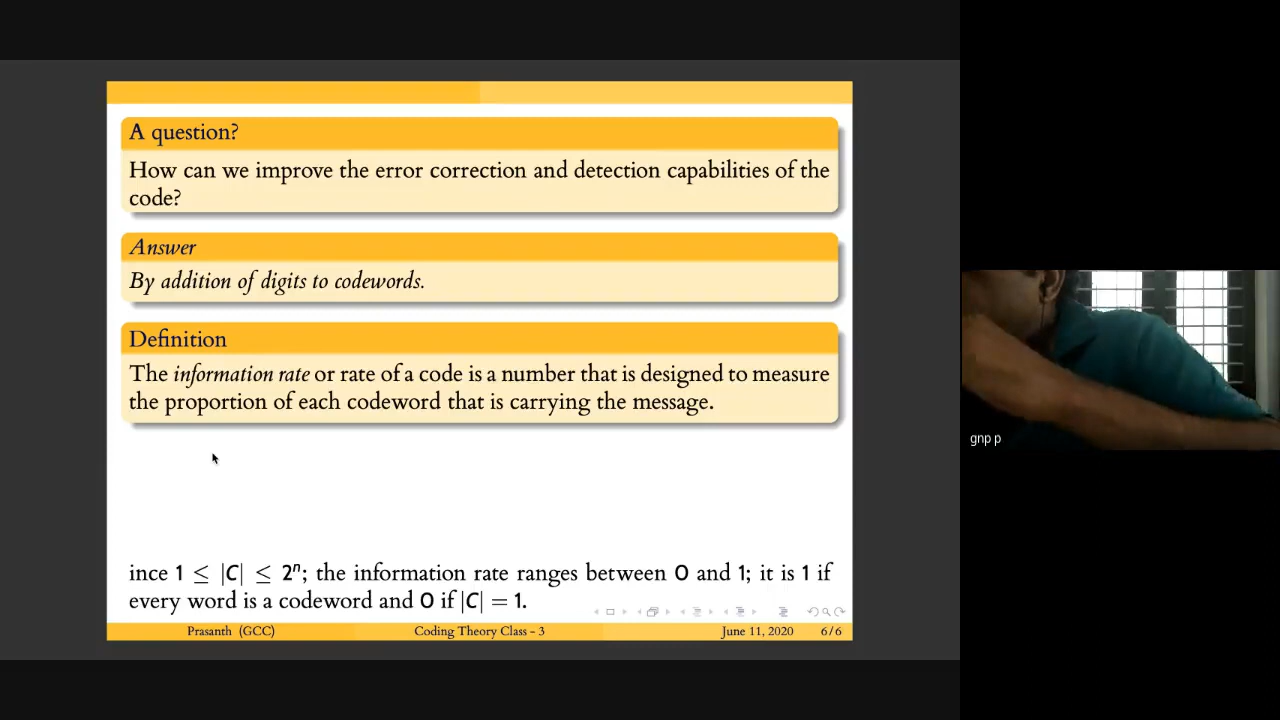 A question?
How can we improve the error correction and detection capabilities of the
code?
Answer
By addition of digits to codewords.
Definition
The information rate or rate of a code is a number that is designed to measure
the proportion of each codeword that is carrying the message.
ince 1 ≤ |C| ≤ 2ⁿ; the information rate ranges between 0 and 1; it is 1 if
every word is a codeword and 0 if |C| = 1.
Prasanth (GCC) Coding Theory Class - 3 June 11, 2020 6/6
gnp p